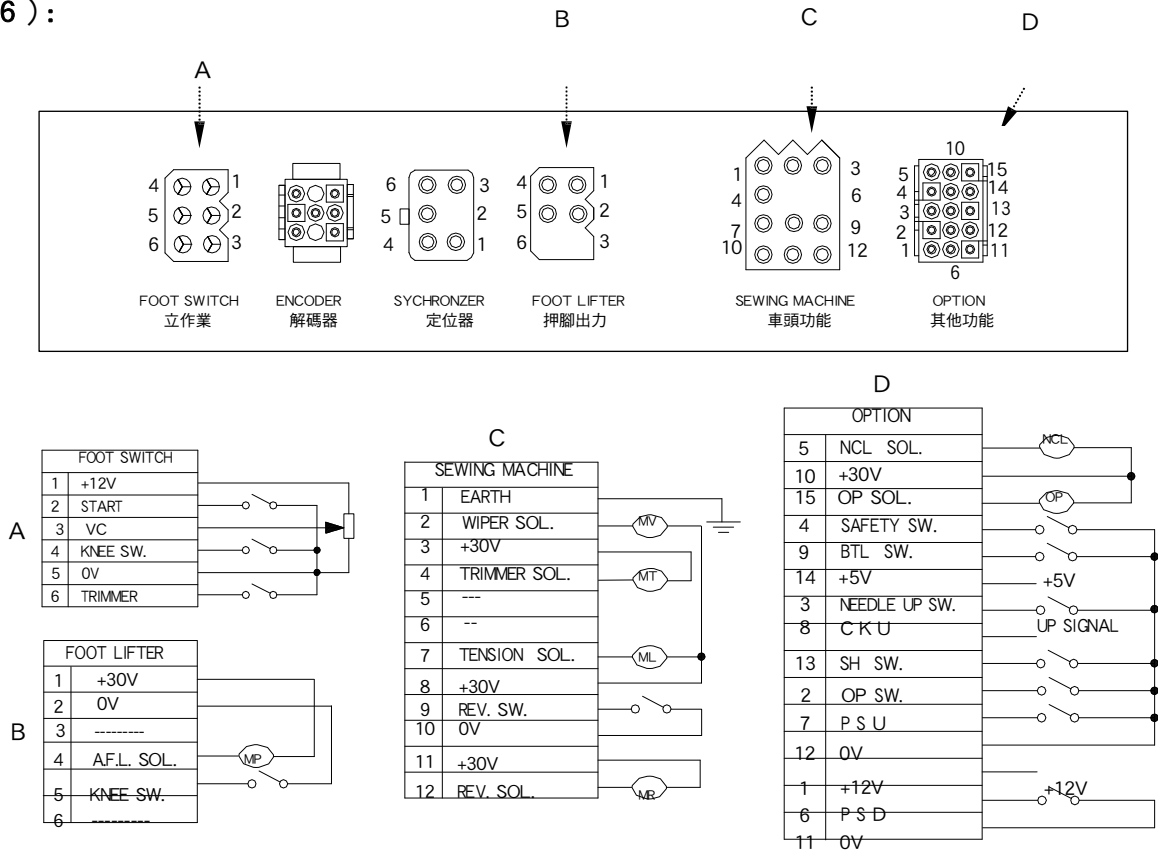 6 ) :
A
B
C
D
4 1
5 2
6 3
6 3
5 2
4 1
4 1
5 2
6 3
1 3
4 6
7 9
10 12
10
5 15
4 14
3 13
2 12
1 11
6
FOOT SWITCH
立作業
ENCODER
解碼器
SYCHRONZER
定位器
FOOT LIFTER
押腳出力
SEWING MACHINE
車頭功能
OPTION
其他功能
A
FOOT SWITCH
1 +12V
2 START
3 VC
4 KNEE SW.
5 0V
6 TRIMMER
B
FOOT LIFTER
1 +30V
2 0V
3 ---------
4 A.F.L. SOL.
5 KNEE SW.
6 ---------
MP
C
SEWING MACHINE
1 EARTH
2 WIPER SOL. MV
3 +30V
4 TRIMMER SOL. MT
5 ---
6 --
7 TENSION SOL. ML
8 +30V
9 REV. SW.
10 0V
11 +30V
12 REV. SOL. MR
D
OPTION
5 NCL SOL. NCL
10 +30V
15 OP SOL. OP
4 SAFETY SW.
9 BTL SW.
14 +5V +5V
3 NEEDLE UP SW.
8 C K U UP SIGNAL
13 SH SW.
2 OP SW.
7 P S U
12 0V
1 +12V +12V
6 P S D
11 0V